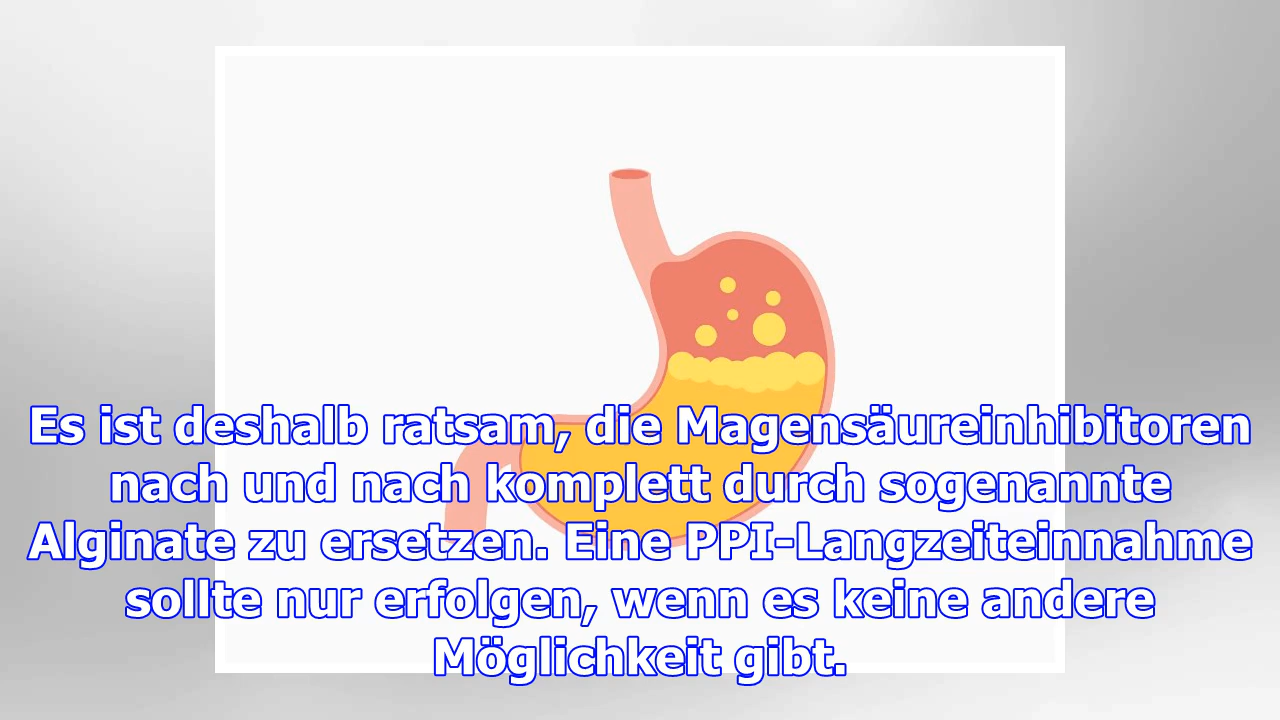 Es ist deshalb ratsam, die Magensäureinhibitoren
nach und nach komplett durch sogenannte
Alginate zu ersetzen. Eine PPI-Langzeiteinnahme
sollte nur erfolgen, wenn es keine andere
Möglichkeit gibt.